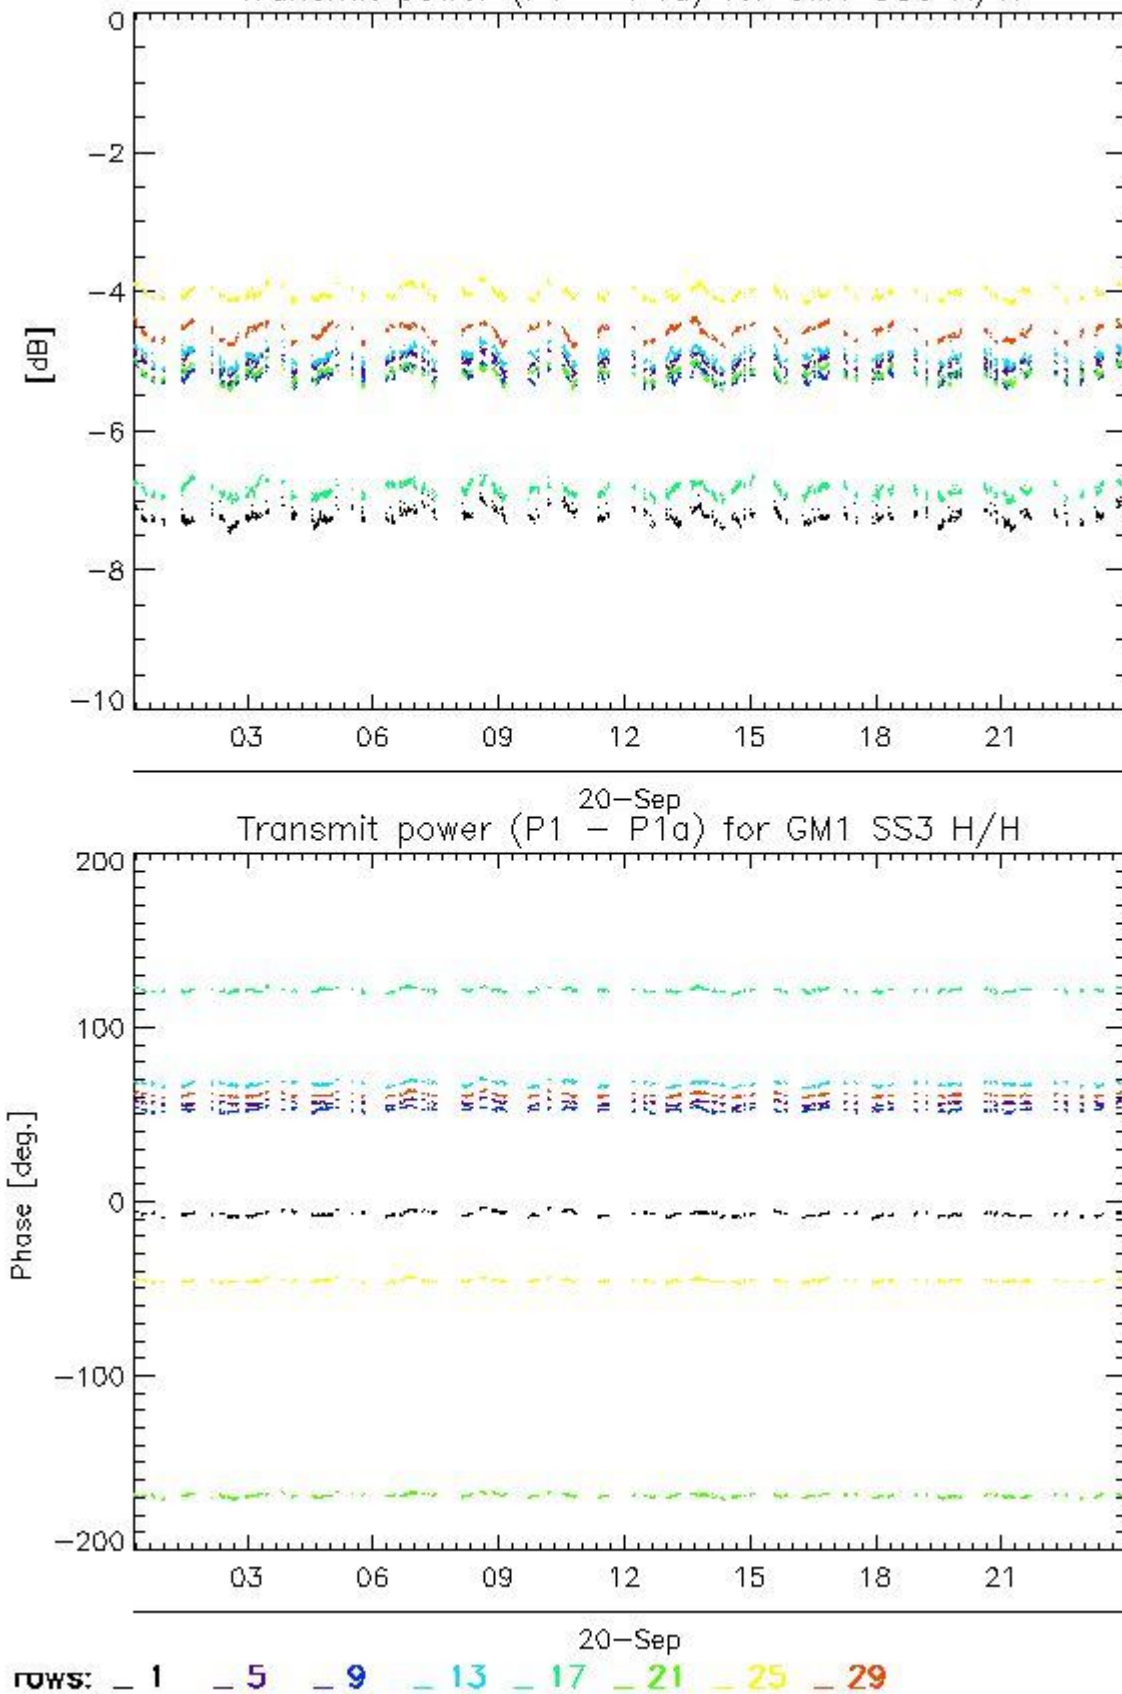 0
−2
−4
−6
−8
−10
[dB]
03 06 09 12 15 18 21
20−Sep
Transmit power (P1 − P1a) for GM1 SS3 H/H
200
100
0
−100
−200
Phase [deg.]
03 06 09 12 15 18 21
20−Sep
rows: _ 1 _ 5 _ 9 _ 13 _ 17 _ 21 _ 25 _ 29